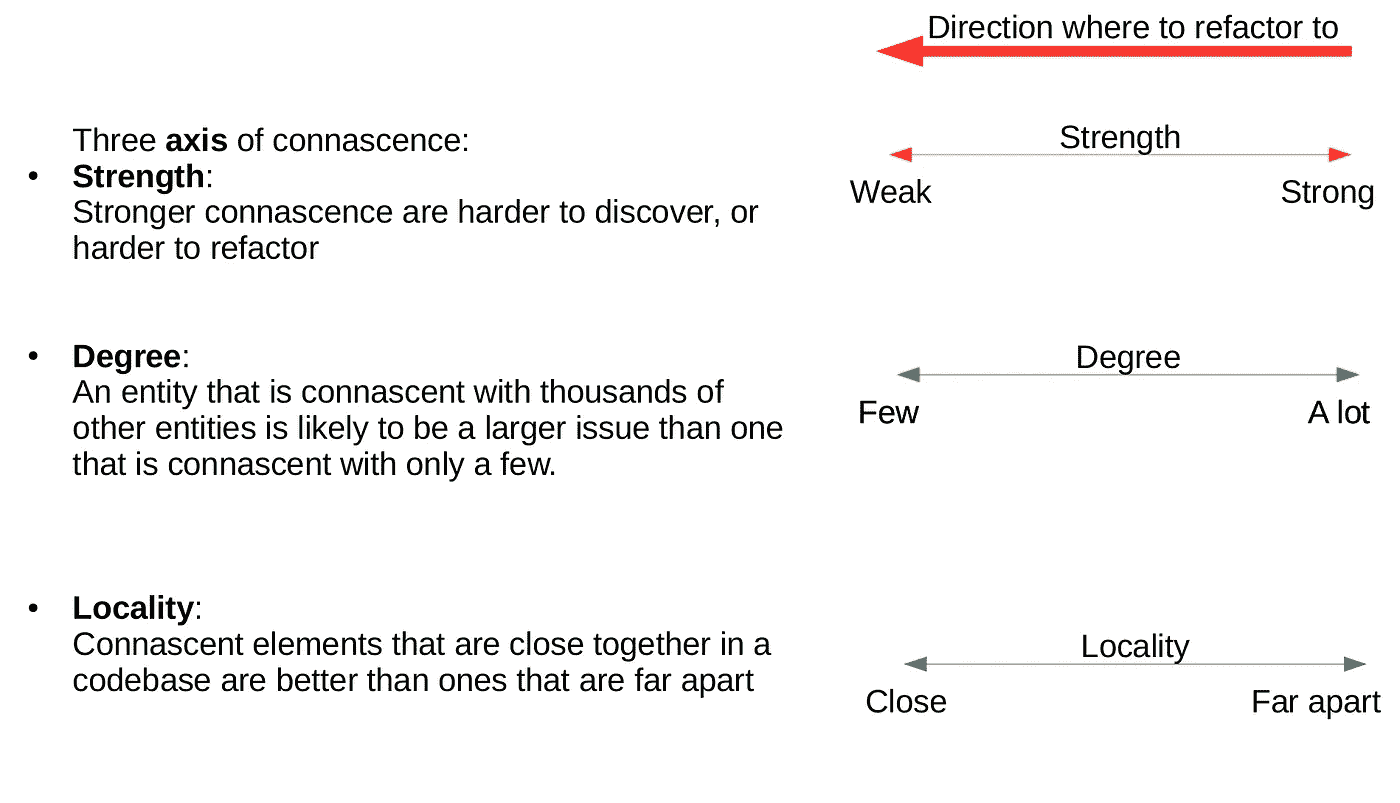 Direction where to refactor to
Three axis of connascence:
• Strength:
Stronger connascence are harder to discover, or
harder to refactor
Strength
Weak Strong
• Degree:
An entity that is connascent with thousands of
other entities is likely to be a larger issue than one
that is connascent with only a few.
Degree
Few A lot
• Locality:
Connascent elements that are close together in a
codebase are better than ones that are far apart
Locality
Close Far apart